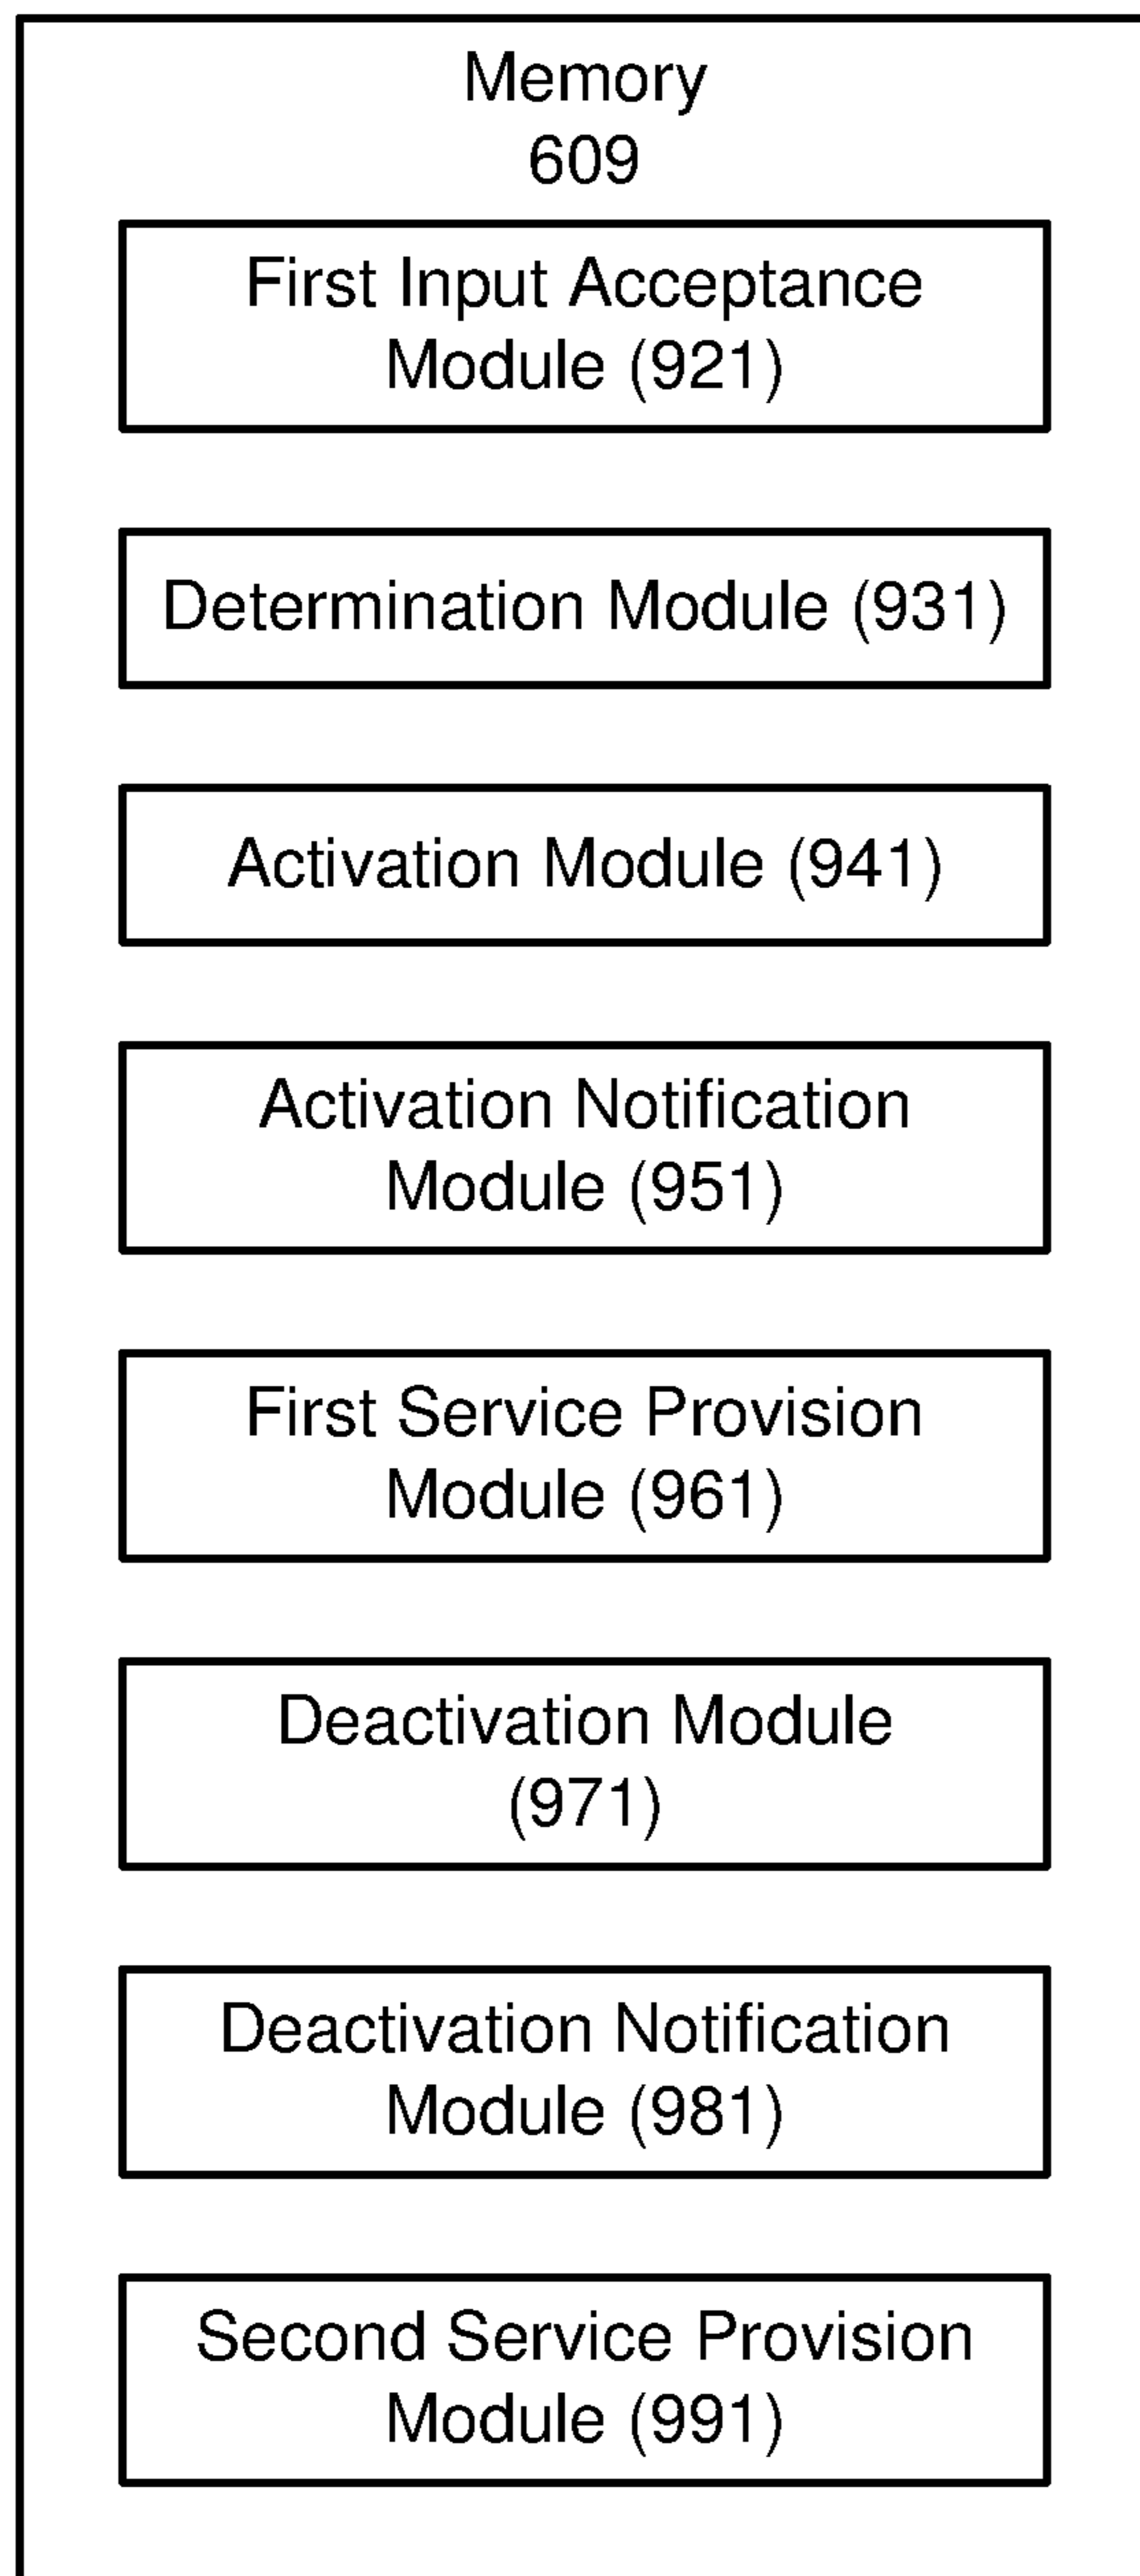 Memory
609
First Input Acceptance
Module (921)
Determination Module (931)
Activation Module (941)
Activation Notification
Module (951)
First Service Provision
Module (961)
Deactivation Module
(971)
Deactivation Notification
Module (981)
Second Service Provision
Module (991)